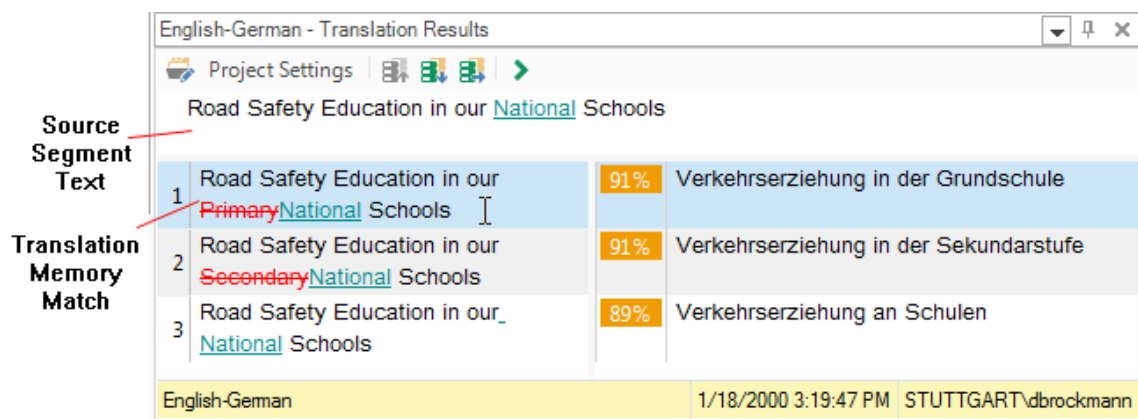 English-German - Translation Results
Project Settings
Road Safety Education in our National Schools
Source
Segment
Text
1 Road Safety Education in our 91% Verkehrserziehung in der Grundschule
PrimaryNational Schools
Translation
Memory
Match
2 Road Safety Education in our 91% Verkehrserziehung in der Sekundarstufe
SecondaryNational Schools
3 Road Safety Education in our 89% Verkehrserziehung an Schulen
National Schools
English-German 1/18/2000 3:19:47 PM STUTTGART\dbrockmann